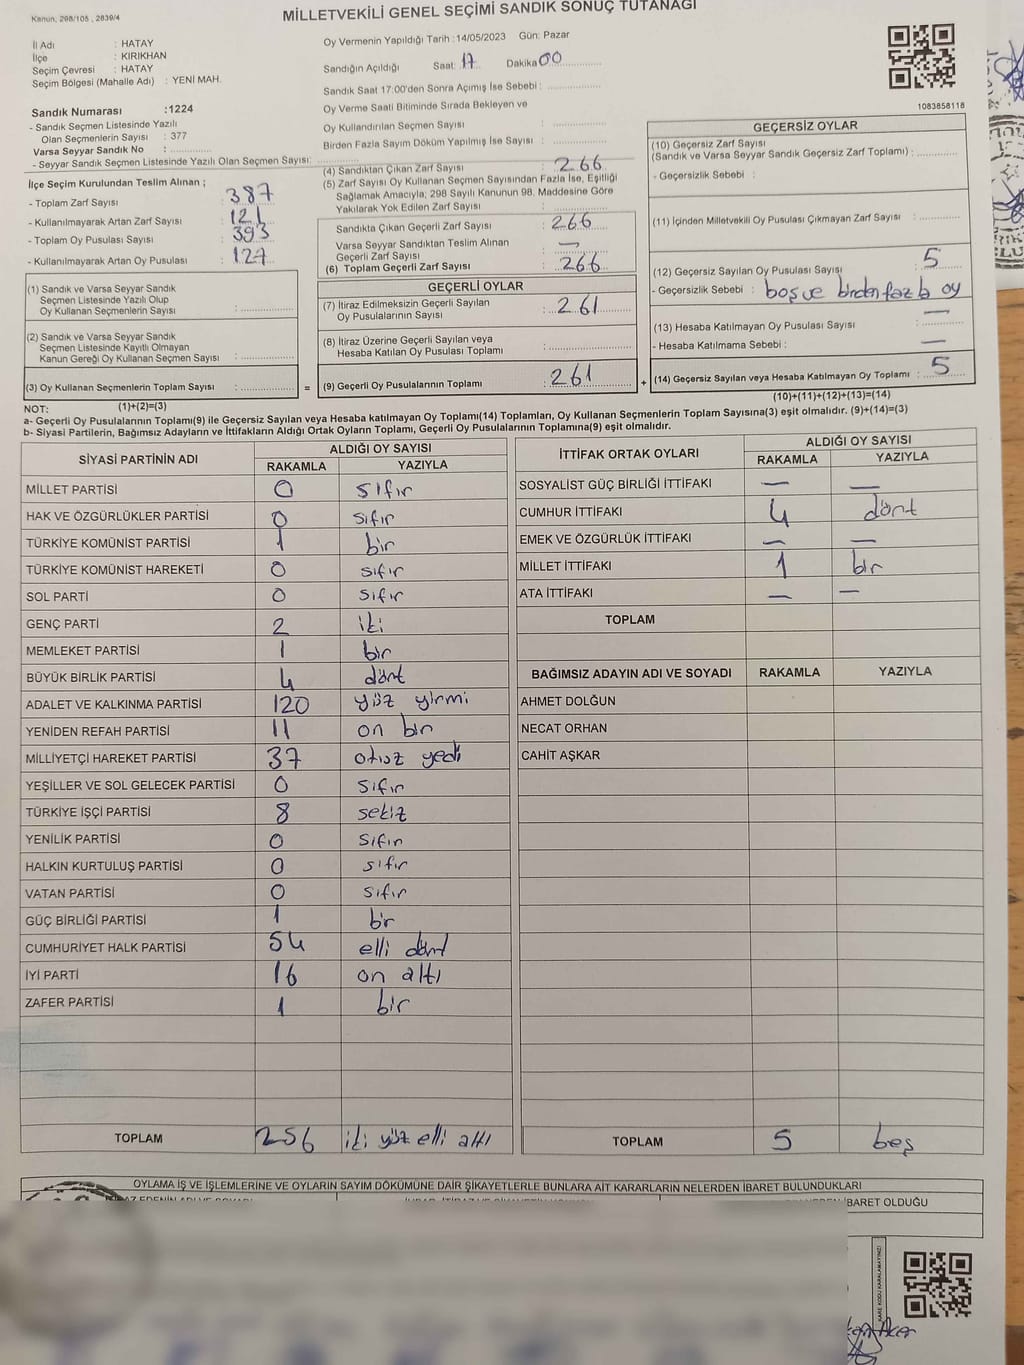 Kanun, 298/105 , 2839/4
MİLLETVEKİLİ GENEL SEÇİMİ SANDIK SONUÇ TUTANAĞI
İl Adı : HATAY
İlçe : KIRIKHAN
Seçim Çevresi : HATAY
Seçim Bölgesi (Mahalle Adı) : YENİ MAH.
Sandık Numarası :1224
- Sandık Seçmen Listesinde Yazılı
Olan Seçmenlerin Sayısı : 377
Varsa Seyyar Sandık No :
- Seyyar Sandık Seçmen Listesinde Yazılı Olan Seçmen Sayısı:
Oy Vermenin Yapıldığı Tarih :14/05/2023 Gün: Pazar
Sandığın Açıldığı Saat: 17 Dakika 00
Sandık Saat 17:00'den Sonra Açımış İse Sebebi :
Oy Verme Saati Bitiminde Sırada Bekleyen ve
Oy Kullandırılan Seçmen Sayısı :
Birden Fazla Sayım Döküm Yapılmış İse Sayısı :
1083858118
İlçe Seçim Kurulundan Teslim Alınan ;
- Toplam Zarf Sayısı : 387
- Kullanılmayarak Artan Zarf Sayısı : 121
- Toplam Oy Pusulası Sayısı : 393
- Kullanılmayarak Artan Oy Pusulası : 127
(4) Sandıktan Çıkan Zarf Sayısı : 266
(5) Zarf Sayısı Oy Kullanan Seçmen Sayısından Fazla İse, Eşitliği
Sağlamak Amacıyla; 298 Sayılı Kanunun 98. Maddesine Göre
Yakılarak Yok Edilen Zarf Sayısı :
Sandıkta Çıkan Geçerli Zarf Sayısı : 266
Varsa Seyyar Sandıktan Teslim Alınan
Geçerli Zarf Sayısı : —
(6) Toplam Geçerli Zarf Sayısı : 266
GEÇERSİZ OYLAR
(10) Geçersiz Zarf Sayısı
(Sandık ve Varsa Seyyar Sandık Geçersiz Zarf Toplamı) :
- Geçersizlik Sebebi :
(11) İçinden Milletvekili Oy Pusulası Çıkmayan Zarf Sayısı :
(12) Geçersiz Sayılan Oy Pusulası Sayısı : 5
- Geçersizlik Sebebi : boş ve birden fazla oy
(13) Hesaba Katılmayan Oy Pusulası Sayısı : —
- Hesaba Katılmama Sebebi : —
(14) Geçersiz Sayılan veya Hesaba Katılmayan Oy Toplamı : 5
(10)+(11)+(12)+(13)=(14)
(1) Sandık ve Varsa Seyyar Sandık
Seçmen Listesinde Yazılı Olup
Oy Kullanan Seçmenlerin Sayısı :
(2) Sandık ve Varsa Seyyar Sandık
Seçmen Listesinde Kayıtlı Olmayan
Kanun Gereği Oy Kullanan Seçmen Sayısı :
(3) Oy Kullanan Seçmenlerin Toplam Sayısı :
=
GEÇERLİ OYLAR
(7) İtiraz Edilmeksizin Geçerli Sayılan
Oy Pusulalarının Sayısı : 261
(8) İtiraz Üzerine Geçerli Sayılan veya
Hesaba Katılan Oy Pusulası Toplamı :
(9) Geçerli Oy Pusulalarının Toplamı : 261
+
NOT: (1)+(2)=(3)
a- Geçerli Oy Pusulalarının Toplamı(9) ile Geçersiz Sayılan veya Hesaba katılmayan Oy Toplamı(14) Toplamları, Oy Kullanan Seçmenlerin Toplam Sayısına(3) eşit olmalıdır. (9)+(14)=(3)
b- Siyasi Partilerin, Bağımsız Adayların ve İttifakların Aldığı Ortak Oyların Toplamı, Geçerli Oy Pusulalarının Toplamına(9) eşit olmalıdır.
SİYASİ PARTİNİN ADI ALDIĞI OY SAYISI
RAKAMLA YAZIYLA
MİLLET PARTİSİ 0 sıfır
HAK VE ÖZGÜRLÜKLER PARTİSİ 0 sıfır
TÜRKİYE KOMÜNİST PARTİSİ 1 bir
TÜRKİYE KOMÜNİST HAREKETİ 0 sıfır
SOL PARTİ 0 sıfır
GENÇ PARTİ 2 iki
MEMLEKET PARTİSİ 1 bir
BÜYÜK BİRLİK PARTİSİ 4 dört
ADALET VE KALKINMA PARTİSİ 120 yüz yirmi
YENİDEN REFAH PARTİSİ 11 on bir
MİLLİYETÇİ HAREKET PARTİSİ 37 otuz yedi
YEŞİLLER VE SOL GELECEK PARTİSİ 0 sıfır
TÜRKİYE İŞÇİ PARTİSİ 8 sekiz
YENİLİK PARTİSİ 0 sıfır
HALKIN KURTULUŞ PARTİSİ 0 sıfır
VATAN PARTİSİ 0 sıfır
GÜÇ BİRLİĞİ PARTİSİ 1 bir
CUMHURİYET HALK PARTİSİ 54 elli dört
İYİ PARTİ 16 on altı
ZAFER PARTİSİ 1 bir
TOPLAM 256 iki yüz elli altı
İTTİFAK ORTAK OYLARI ALDIĞI OY SAYISI
RAKAMLA YAZIYLA
SOSYALİST GÜÇ BİRLİĞİ İTTİFAKI — —
CUMHUR İTTİFAKI 4 dört
EMEK VE ÖZGÜRLÜK İTTİFAKI — —
MİLLET İTTİFAKI 1 bir
ATA İTTİFAKI — —
TOPLAM
BAĞIMSIZ ADAYIN ADI VE SOYADI RAKAMLA YAZIYLA
AHMET DOLĞUN
NECAT ORHAN
CAHİT AŞKAR
TOPLAM 5 beş
OYLAMA İŞ VE İŞLEMLERİNE VE OYLARIN SAYIM DÖKÜMÜNE DAİR ŞİKAYETLERLE BUNLARA AİT KARARLARIN NELERDEN İBARET BULUNDUKLARI
İBARET OLDUĞU
KARE KODU KARALAMAYINIZ!